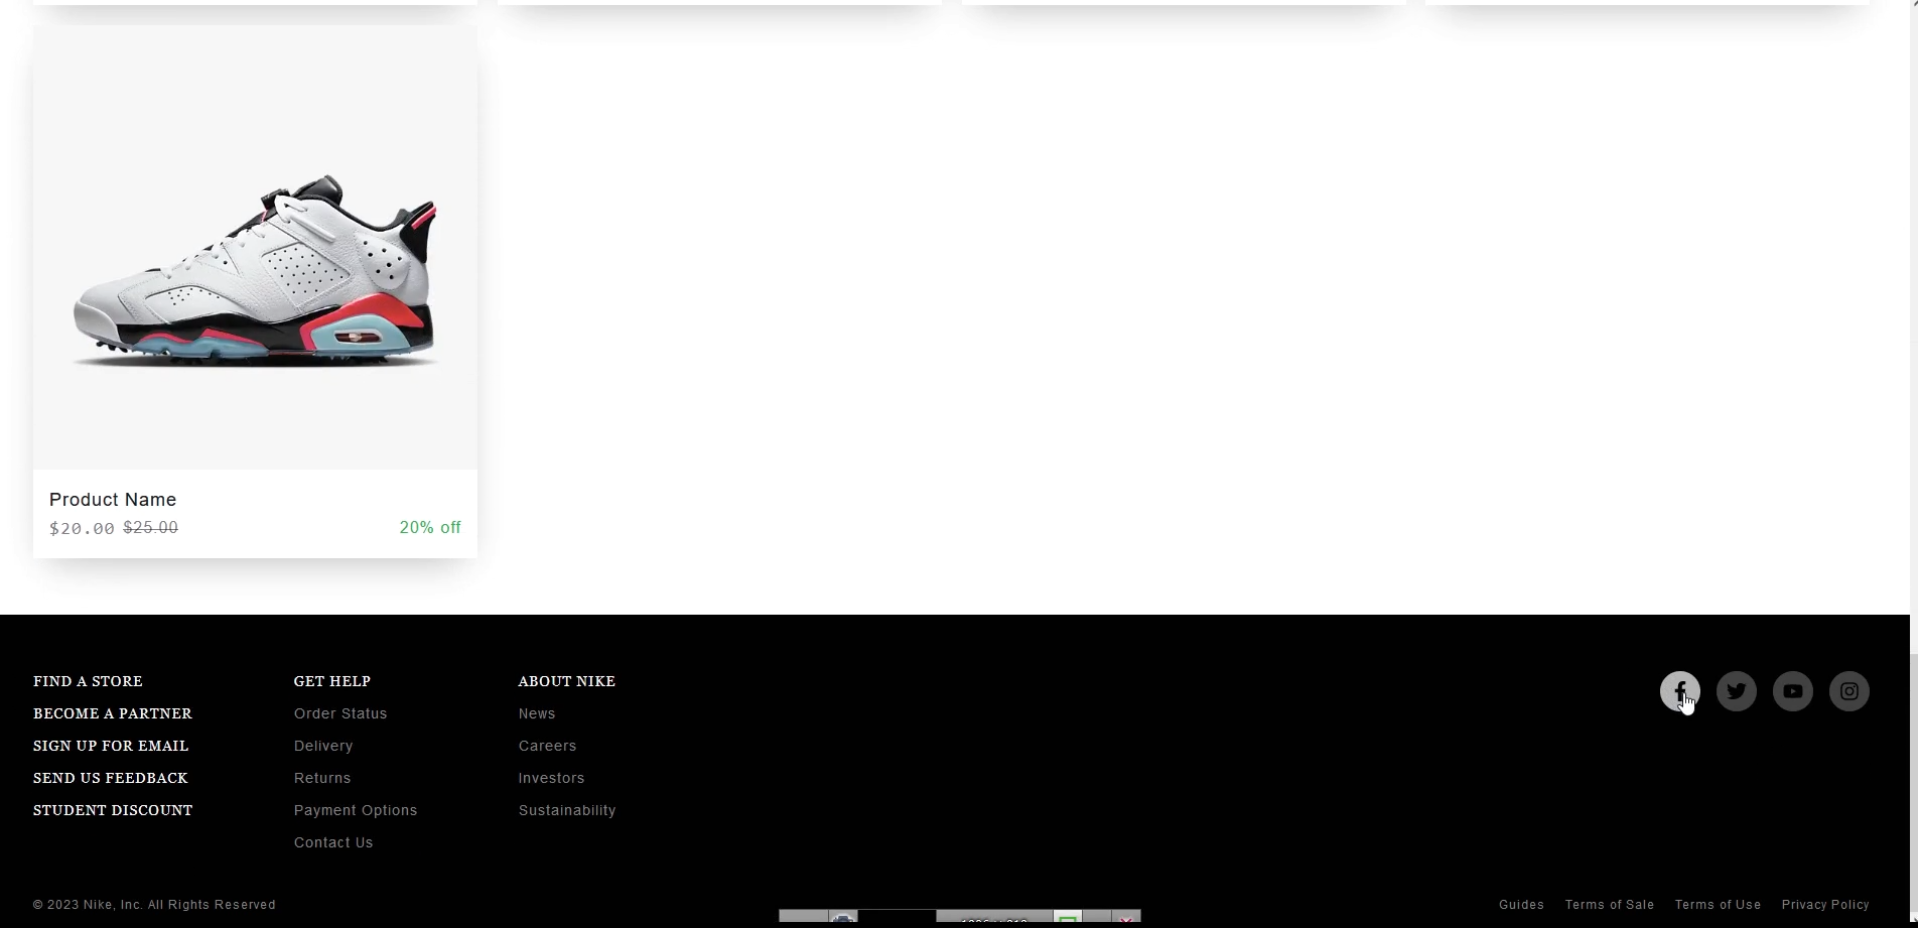 Product Name
$20.00 $25.00 20% off
FIND A STORE
BECOME A PARTNER
SIGN UP FOR EMAIL
SEND US FEEDBACK
STUDENT DISCOUNT
GET HELP
Order Status
Delivery
Returns
Payment Options
Contact Us
ABOUT NIKE
News
Careers
Investors
Sustainability
© 2023 Nike, Inc. All Rights Reserved
Guides Terms of Sale Terms of Use Privacy Policy